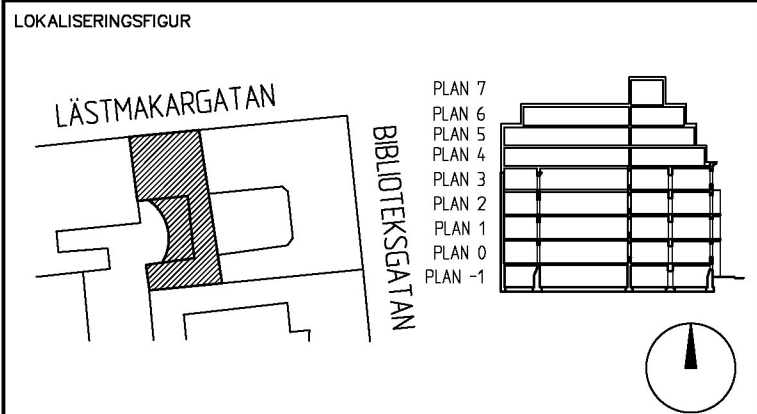 LOKALISERINGSFIGUR
LÄSTMAKARGATAN
BIBLIOTEKSGATAN
PLAN 7
PLAN 6
PLAN 5
PLAN 4
PLAN 3
PLAN 2
PLAN 1
PLAN 0
PLAN -1